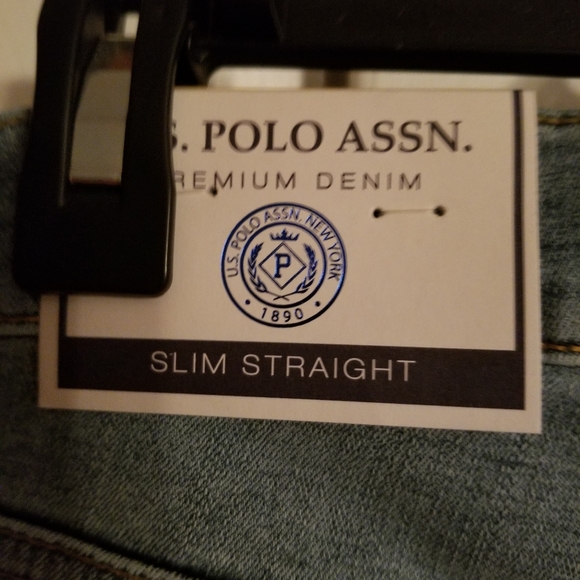 S. POLO ASSN.
REMIUM DENIM
U.S. POLO ASSN. NEW YORK
P
• 1890 •
SLIM STRAIGHT